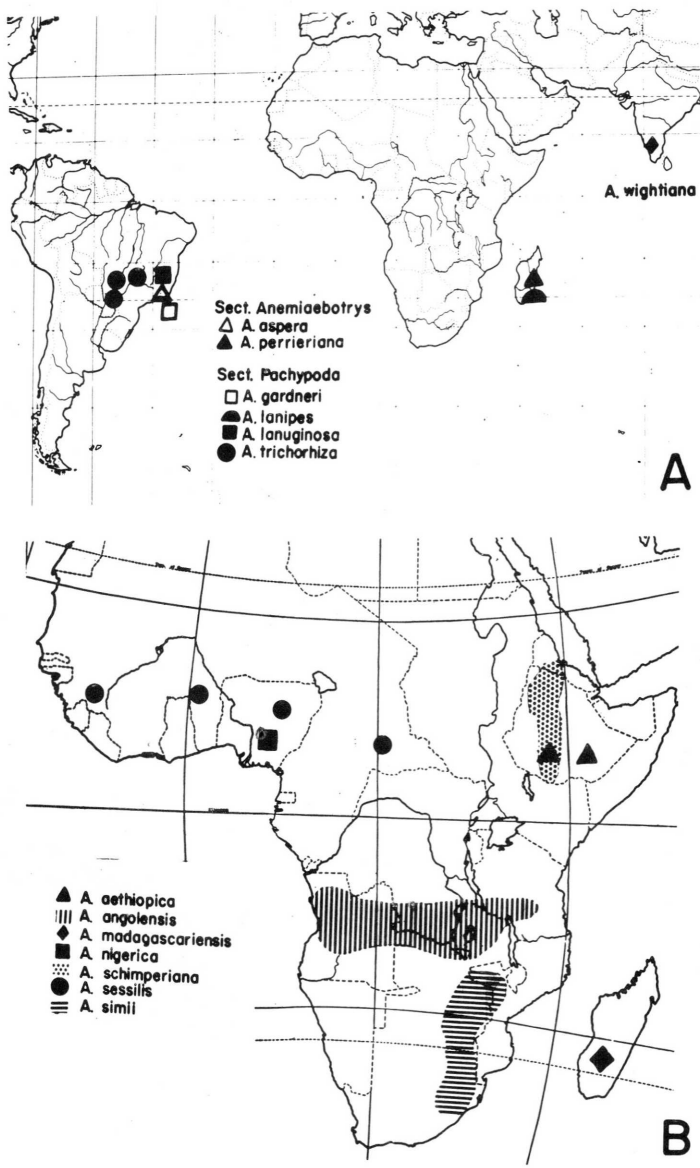 A. wightiana
Sect. Anemiaebotrys
A. aspera
A. perrieriana
Sect. Pachypoda
A. gardneri
A. lanipes
A. lanuginosa
A. trichorhiza
A
A. aethiopica
A. angolensis
A. madagascariensis
A. nigerica
A. schimperiana
A. sessilis
A. simii
B